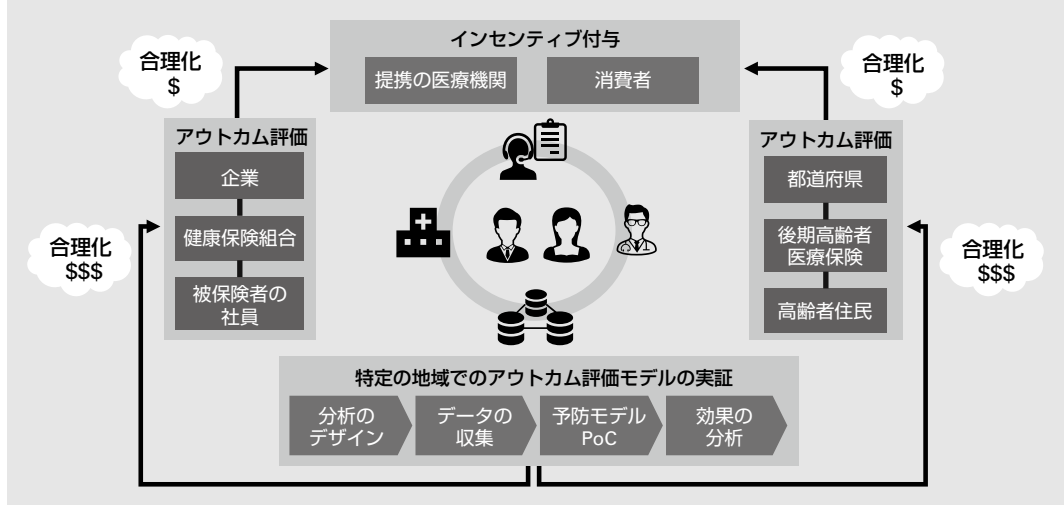 インセンティブ付与
提携の医療機関
消費者
合理化
$
合理化
$
アウトカム評価
企業
健康保険組合
被保険者の
社員
アウトカム評価
都道府県
後期高齢者
医療保険
高齢者住民
合理化
$$$
合理化
$$$
特定の地域でのアウトカム評価モデルの実証
分析の
デザイン
データの
収集
予防モデル
PoC
効果の
分析